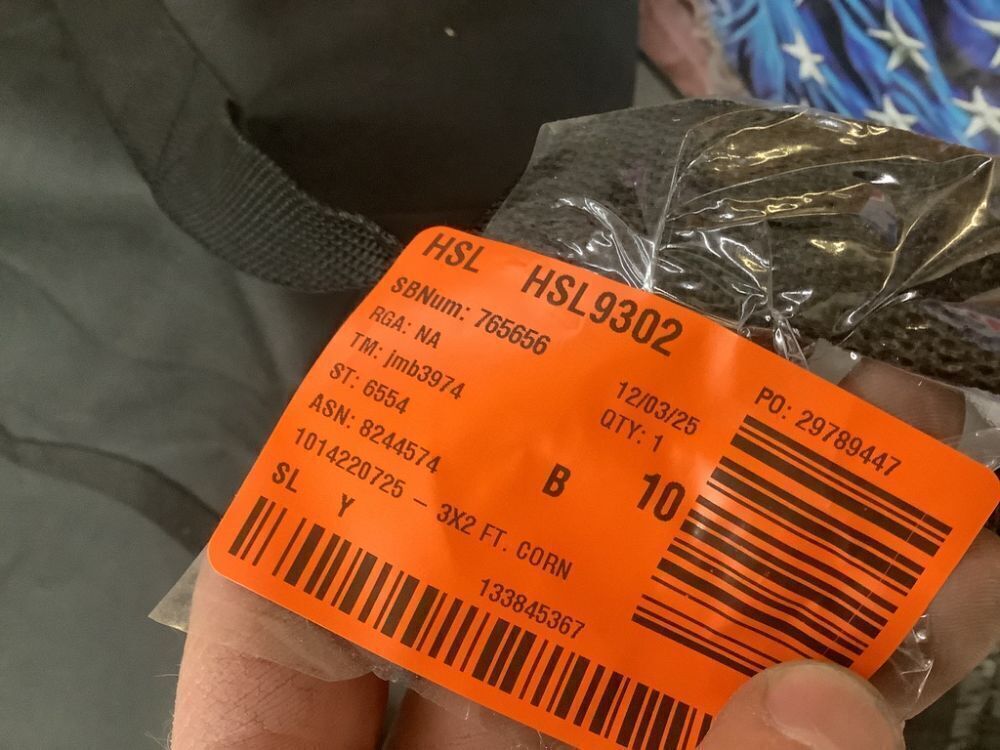 HSL HSL9302
SBNum: 765656
RGA: NA
TM: jmb3974
ST: 6554
12/03/25
QTY: 1
PO: 29789447
ASN: 8244574
1014220725 - 3X2 FT. CORN
B 10
SL Y
133845367